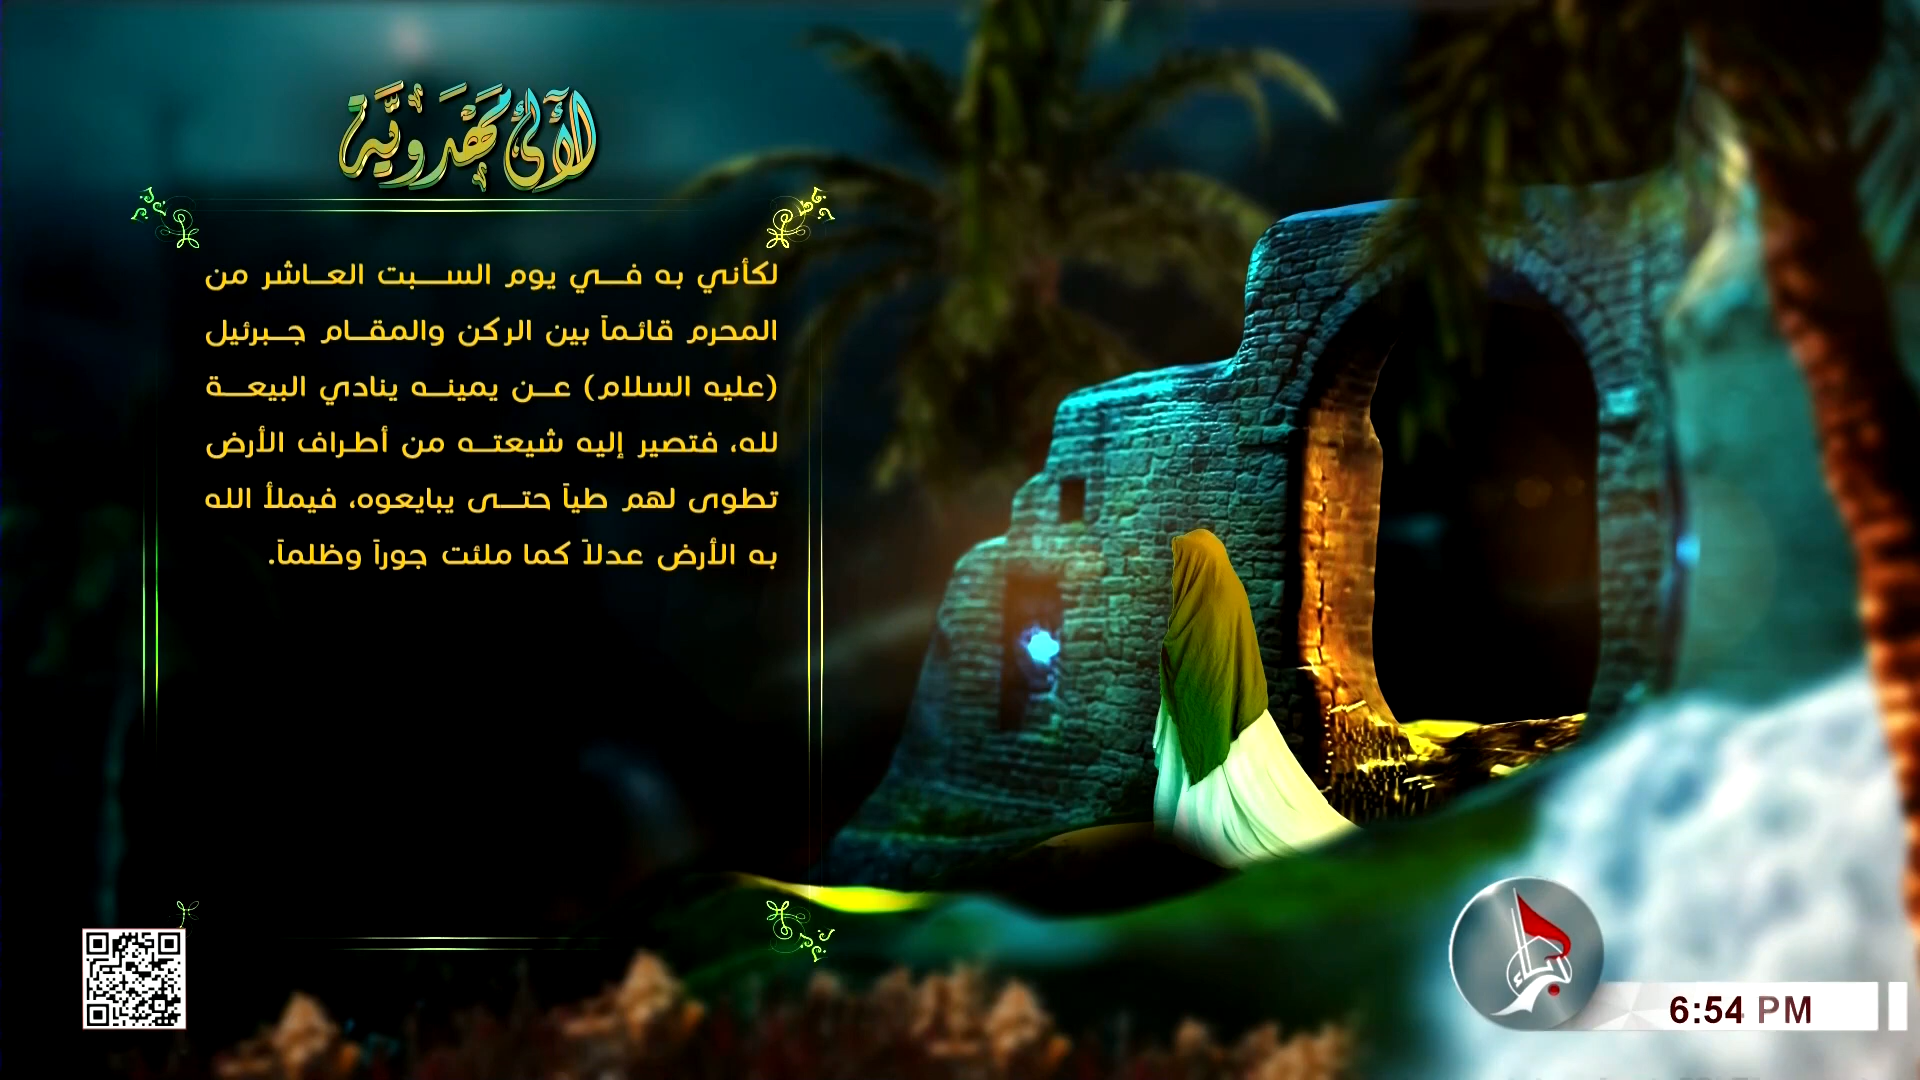 لآلئ مَهْدَويَّة
لكأني به في يوم السبت العاشر من
المحرم قائماً بين الركن والمقام جبرئيل
(عليه السلام) عن يمينه ينادي البيعة
لله، فتصير إليه شيعته من أطراف الأرض
تطوى لهم طياً حتى يبايعوه، فيملأ الله
به الأرض عدلاً كما ملئت جوراً وظلماً.
كربلاء
6:54 PM